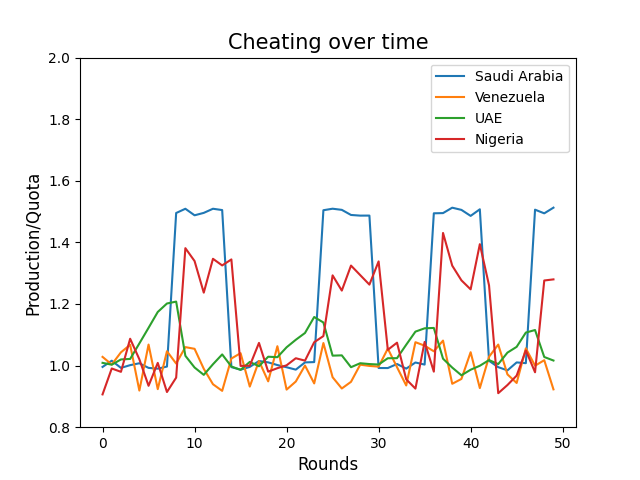 Cheating over time
Production/Quota
2.0
1.8
1.6
1.4
1.2
1.0
0.8
Saudi Arabia
Venezuela
UAE
Nigeria
0 10 20 30 40 50
Rounds